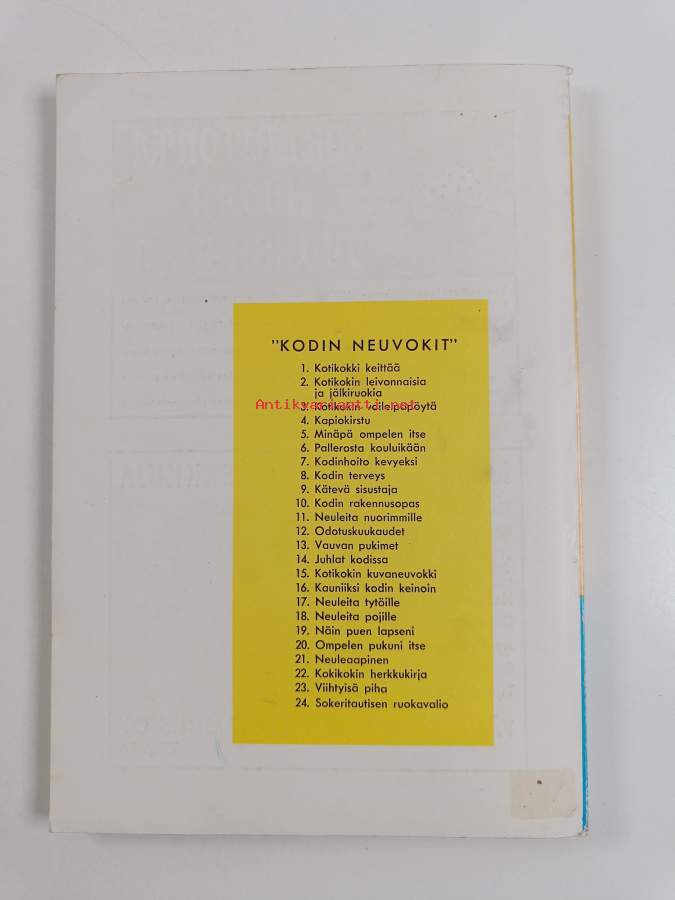 "KODIN NEUVOKIT"
1. Kotikokki keittää
2. Kotikokin leivonnaisia
ja jälkiruokia
Antikvariaatti.net
3. Kotikokin voileipäpöytä
4. Kapiokirstu
5. Minäpä ompelen itse
6. Pallerosta kouluikään
7. Kodinhoito kevyeksi
8. Kodin terveys
9. Kätevä sisustaja
10. Kodin rakennusopas
11. Neuleita nuorimmille
12. Odotuskuukaudet
13. Vauvan pukimet
14. Juhlat kodissa
15. Kotikokin kuvaneuvokki
16. Kauniiksi kodin keinoin
17. Neuleita tytöille
18. Neuleita pojille
19. Näin puen lapseni
20. Ompelen pukuni itse
21. Neuleaapinen
22. Kokikokin herkkukirja
23. Viihtyisä piha
24. Sokeritautisen ruokavalio